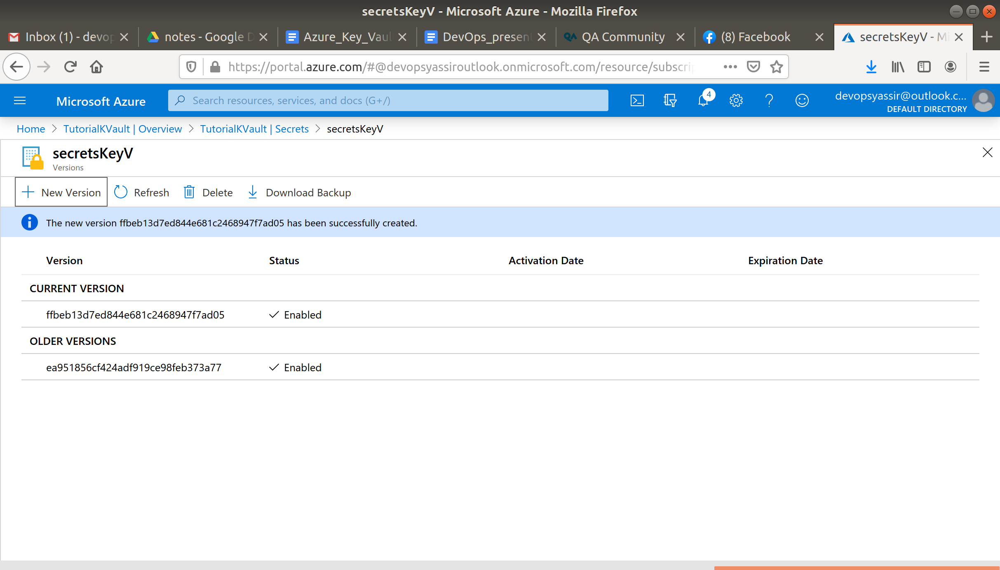 secretsKeyV - Microsoft Azure - Mozilla Firefox
Inbox (1) - devop
notes - Google D
Azure_Key_Vaul
DevOps_present
QA QA Community
(8) Facebook
secretsKeyV - Mi
https://portal.azure.com/#@devopsyassiroutlook.onmicrosoft.com/resource/subscrip
Microsoft Azure
Search resources, services, and docs (G+/)
4
devopsyassir@outlook.c...
DEFAULT DIRECTORY
Home > TutorialKVault | Overview > TutorialKVault | Secrets > secretsKeyV
secretsKeyV
Versions
New Version
Refresh
Delete
Download Backup
The new version ffbeb13d7ed844e681c2468947f7ad05 has been successfully created.
Version Status Activation Date Expiration Date
CURRENT VERSION
ffbeb13d7ed844e681c2468947f7ad05 Enabled
OLDER VERSIONS
ea951856cf424adf919ce98feb373a77 Enabled